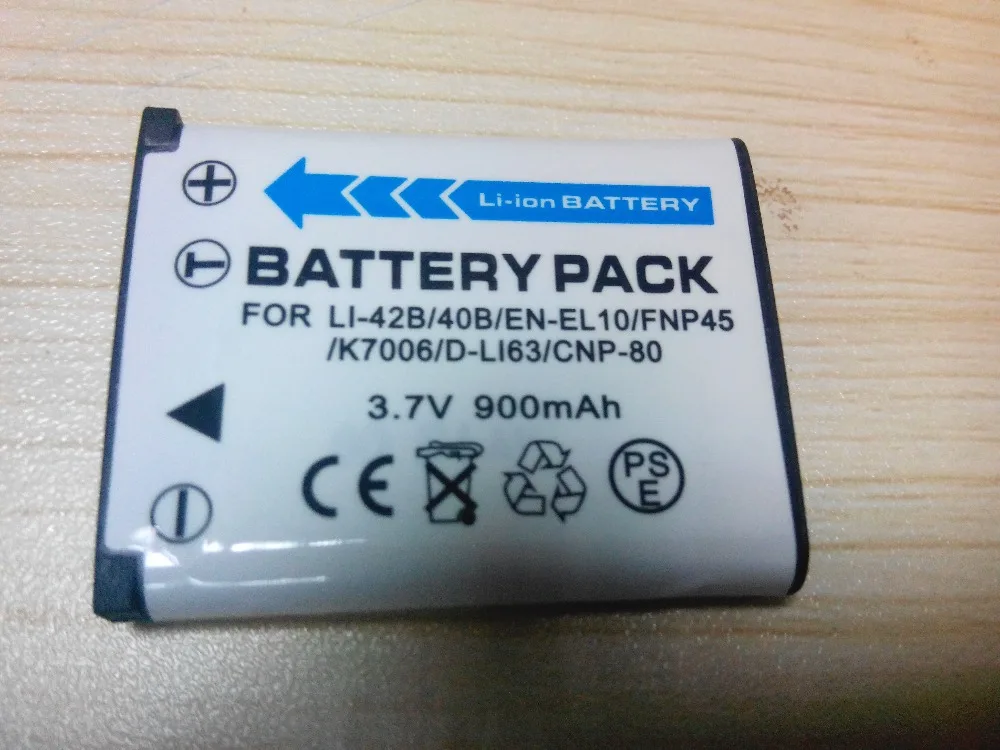 +
Li-ion BATTERY
T
BATTERY PACK
FOR LI-42B/40B/EN-EL10/FNP45
/K7006/D-LI63/CNP-80
3.7V 900mAh
CE
PS
E